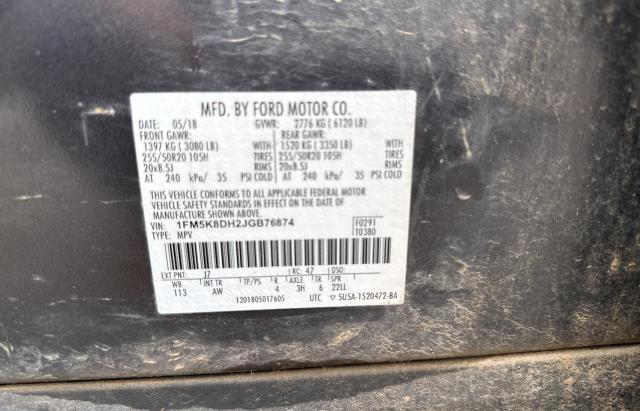 MFD. BY FORD MOTOR CO.
DATE: 05/18 GVWR: 2776 KG ( 6120 LB)
FRONT GAWR: REAR GAWR:
1397 KG ( 3080 LB) WITH 1520 KG ( 3350 LB) WITH
255/50R20 105H TIRES 255/50R20 105H TIRES
20x8.5J RIMS 20x8.5J RIMS
AT 240 kPa/ 35 PSI COLD AT 240 kPa/ 35 PSI COLD
THIS VEHICLE CONFORMS TO ALL APPLICABLE FEDERAL MOTOR
VEHICLE SAFETY STANDARDS IN EFFECT ON THE DATE OF
MANUFACTURE SHOWN ABOVE.
VIN: 1FM5K8DH2JGB76874 F0291
TYPE: MPV T0380
EXT PNT: J7 RC: 47 DSO:
WB INT TR TP/PS R AXLE TR SPR
113 AW 4 3H 6 22LL
1201805017605 UTC ▽ 5U5A-1520472-BA